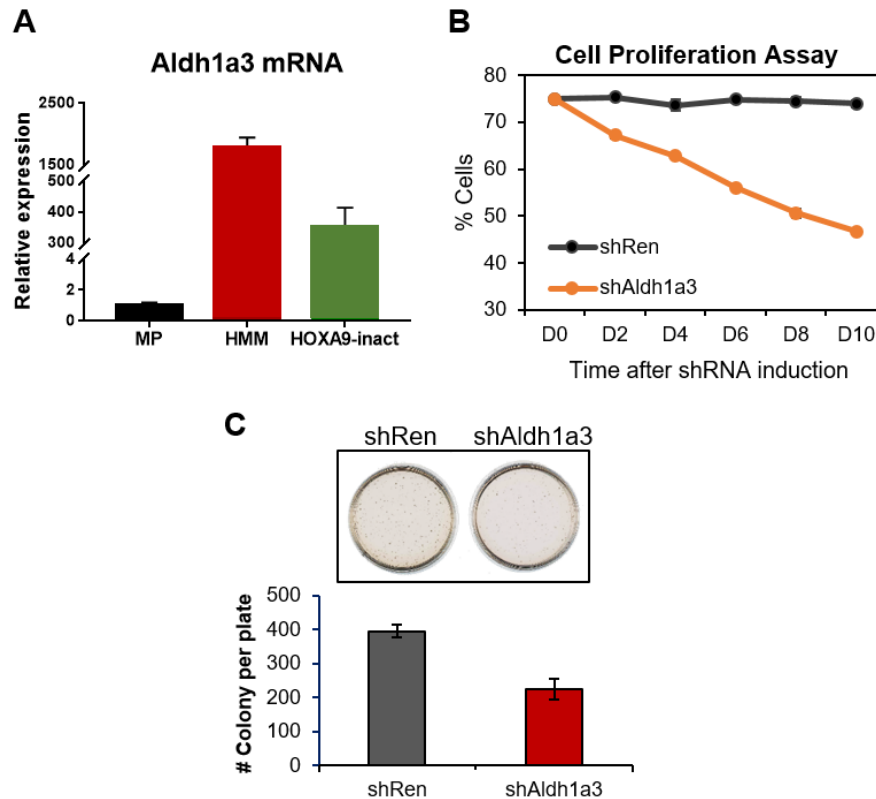 A
Aldh1a3 mRNA
Relative expression
2500
1500
500
400
300
4
2
0
MP HMM HOXA9-inact
B
Cell Proliferation Assay
% Cells
80
70
60
50
40
30
shRen
shAldh1a3
D0 D2 D4 D6 D8 D10
Time after shRNA induction
C
shRen shAldh1a3
# Colony per plate
500
400
300
200
100
0
shRen shAldh1a3